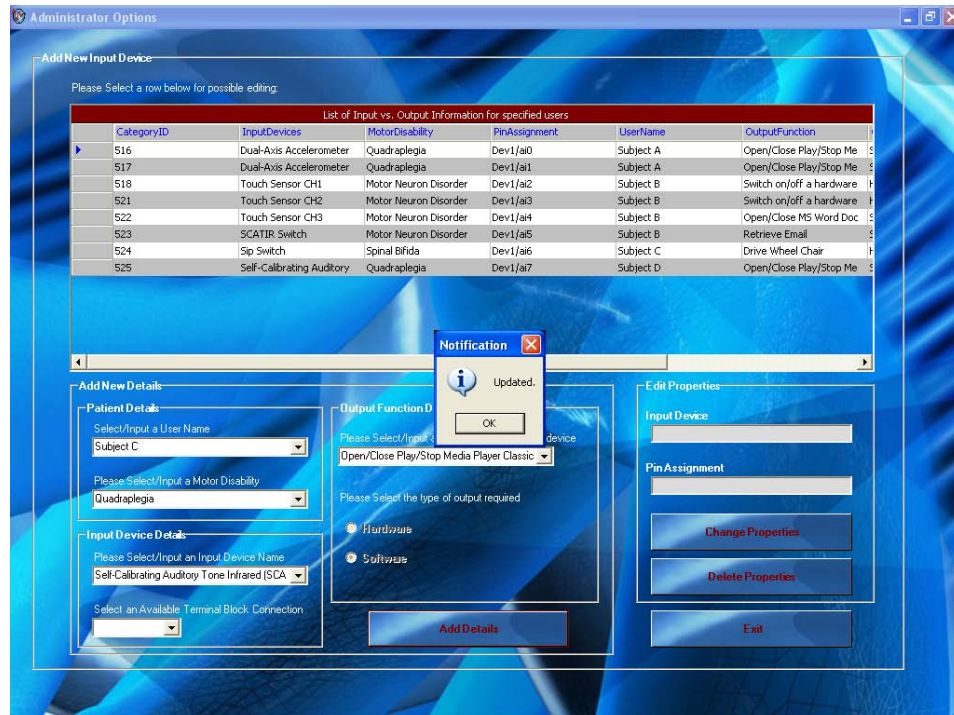 Administrator Options
Add New Input Device
Please Select a row below for possible editing:
List of Input vs. Output Information for specified users
CategoryID InputDevices MotorDisability PinAssignment UserName OutputFunction
516 Dual-Axis Accelerometer Quadraplegia Dev1/ai0 Subject A Open/Close Play/Stop Me S
517 Dual-Axis Accelerometer Quadraplegia Dev1/ai1 Subject A Open/Close Play/Stop Me S
518 Touch Sensor CH1 Motor Neuron Disorder Dev1/ai2 Subject B Switch on/off a hardware H
521 Touch Sensor CH2 Motor Neuron Disorder Dev1/ai3 Subject B Switch on/off a hardware H
522 Touch Sensor CH3 Motor Neuron Disorder Dev1/ai4 Subject B Open/Close MS Word Doc S
523 SCATIR Switch Motor Neuron Disorder Dev1/ai5 Subject B Retrieve Email S
524 Sip Switch Spinal Bifida Dev1/ai6 Subject C Drive Wheel Chair H
525 Self-Calibrating Auditory Quadraplegia Dev1/ai7 Subject D Open/Close Play/Stop Me S
Notification
Updated.
OK
Add New Details
Patient Details
Select/Input a User Name
Subject C
Please Select/Input a Motor Disability
Quadraplegia
Input Device Details
Please Select/Input an Input Device Name
Self-Calibrating Auditory Tone Infrared (SCA
Select an Available Terminal Block Connection
Output Function D
Please Select/Input a device
Open/Close Play/Stop Media Player Classic
Please Select the type of output required
Hardware
Software
Add Details
Edit Properties
Input Device
Pin Assignment
Change Properties
Delete Properties
Exit